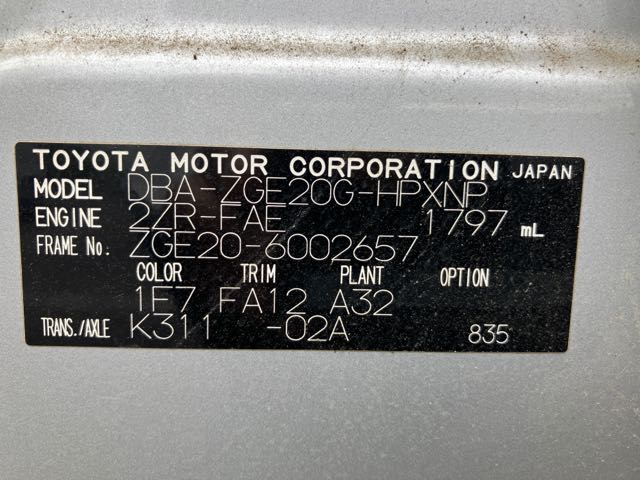 TOYOTA MOTOR CORPORATION JAPAN
MODEL DBA-ZGE20G-HPXNP
ENGINE 2ZR-FAE 1797 mL
FRAME No. ZGE20-6002657
COLOR TRIM PLANT OPTION
1E7 FA12 A32
TRANS./AXLE K311 -02A 835